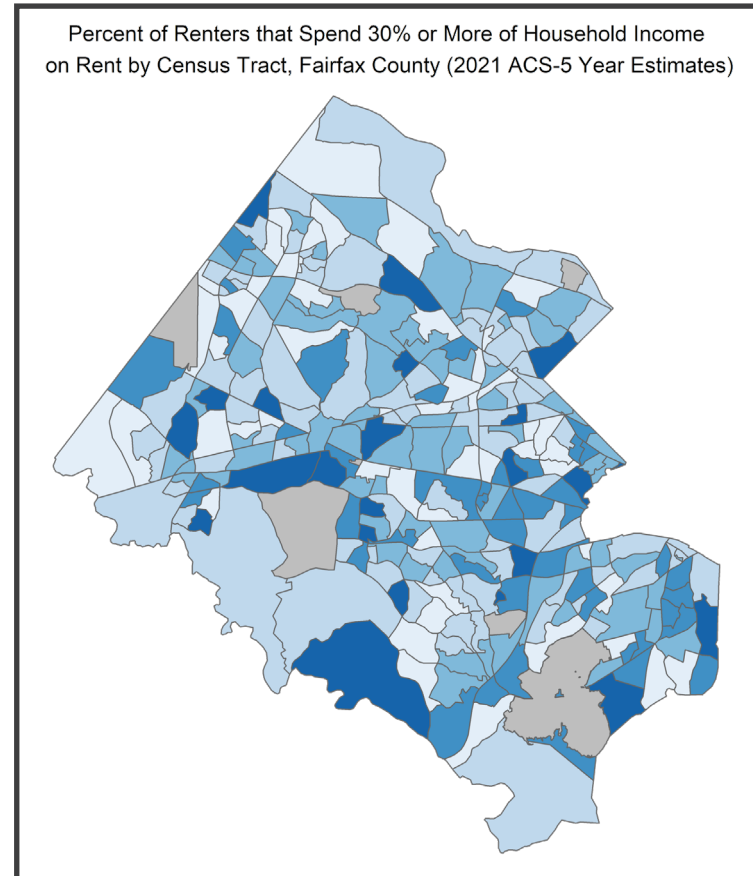 Percent of Renters that Spend 30% or More of Household Income
on Rent by Census Tract, Fairfax County (2021 ACS-5 Year Estimates)